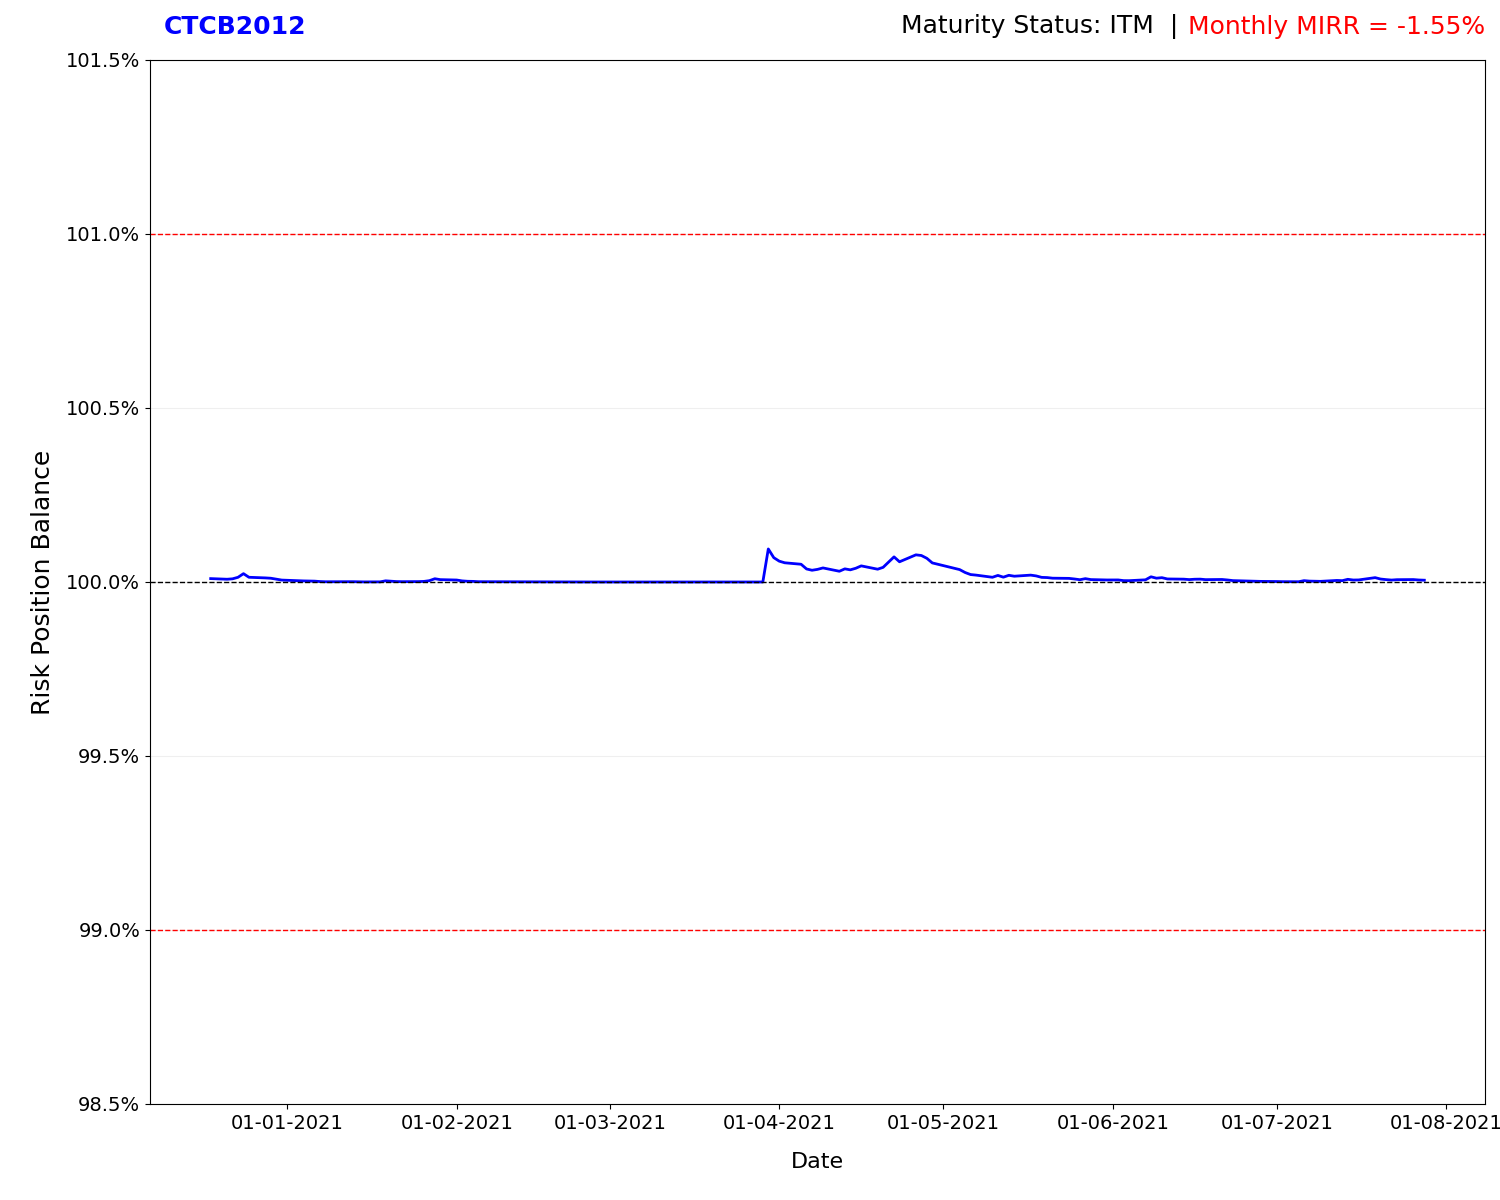 CTCB2012
Maturity Status: ITM | Monthly MIRR = -1.55%
101.5%
101.0%
100.5%
100.0%
99.5%
99.0%
98.5%
Risk Position Balance
01-01-2021 01-02-2021 01-03-2021 01-04-2021 01-05-2021 01-06-2021 01-07-2021 01-08-2021
Date